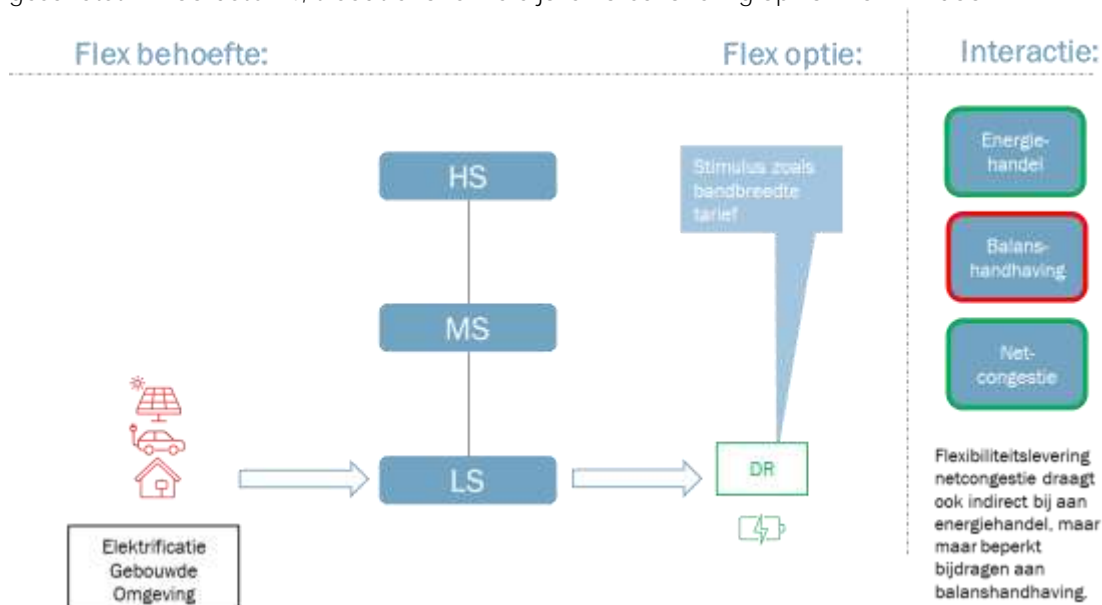 Flex behoefte:
Flex optie:
Interactie:
HS
MS
LS
Stimulus zoals
bandbreedte
tarief
DR
Elektrificatie
Gebouwde
Omgeving
Energie-
handel
Balans-
handhaving
Net-
congestie
Flexibiliteitslevering
netcongestie draagt
ook indirect bij aan
energiehandel, maar
maar beperkt
bijdragen aan
balanshandhaving.